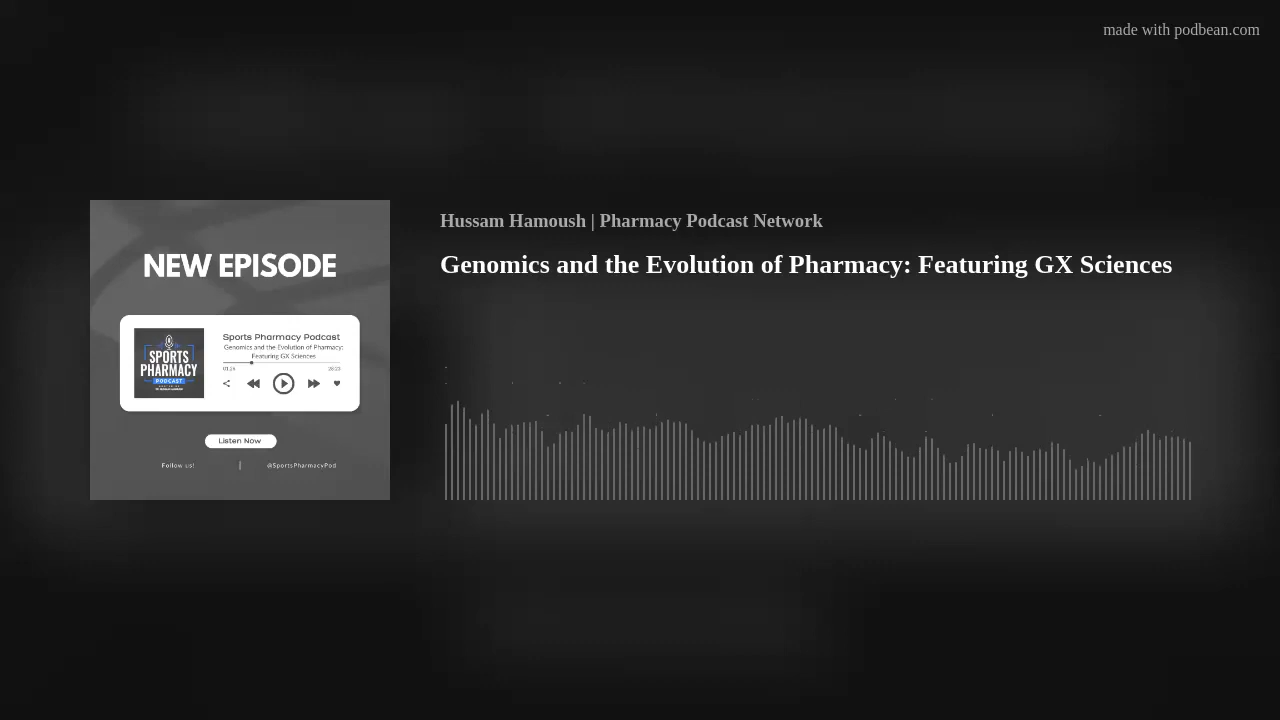 made with podbean.com
Hussam Hamoush | Pharmacy Podcast Network
Genomics and the Evolution of Pharmacy: Featuring GX Sciences
NEW EPISODE
Sports Pharmacy Podcast
Genomics and the Evolution of Pharmacy:
Featuring GX Sciences
SPORTS
PHARMACY
PODCAST
Listen Now
Follow us!
@SportsPharmacyPod